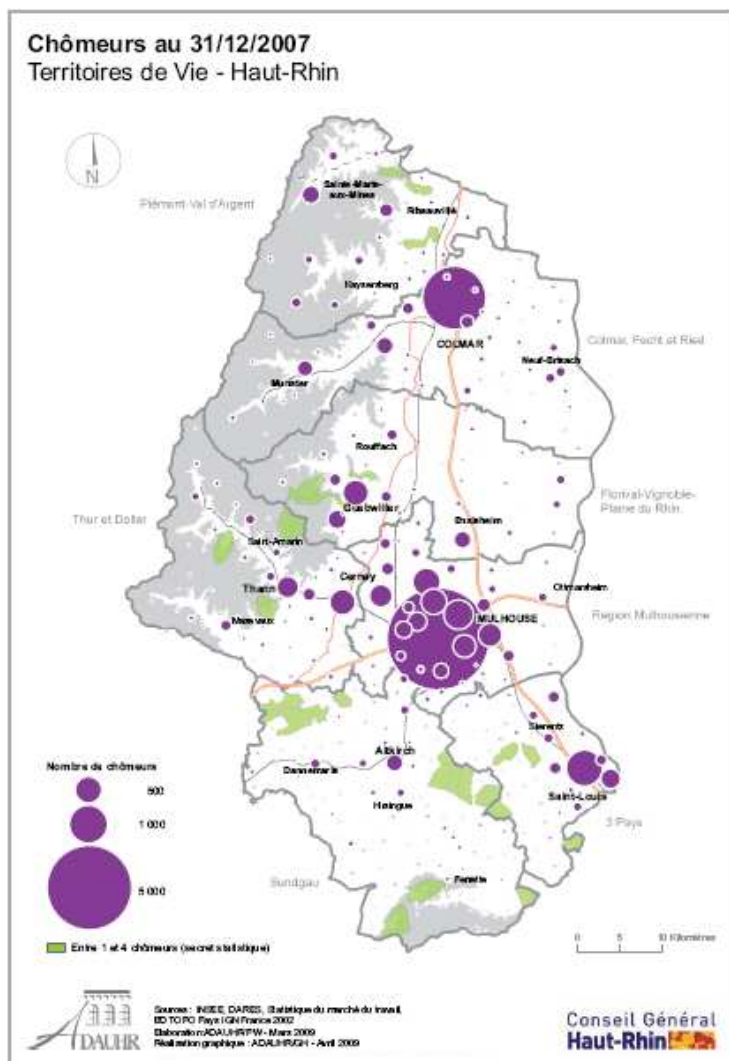 Chômeurs au 31/12/2007
Territoires de Vie - Haut-Rhin
N
Sainte-Marie-
aux-Mines
Piémont-Val d'Argent
Ribeauvillé
Kaysersberg
COLMAR
Colmar, Fecht et Ried
Neuf-Brisach
Munster
Rouffach
Florival-Vignoble-
Plaine du Rhin
Guebwiller
Thur et Doller
Ensisheim
Saint-Amarin
Cernay
Ottmarsheim
Thann
MULHOUSE
Région Mulhousienne
Masevaux
Sierentz
Altkirch
Nombre de chômeurs
Dannemarie
500
Saint-Louis
Hirsingue
1 000
3 Pays
Sundgau
Ferrette
5 000
Entre 1 et 4 chômeurs (secret statistique)
0 5 10 Kilomètres
Sources : INSEE, DARES, Statistique du marché du travail,
BD TOPO Pays IGN France 2002
Elaboration ADAUHR/PW - Mars 2009
Réalisation graphique : ADAUHR/GH - Avril 2009
ADAUHR
Conseil Général
Haut-Rhin